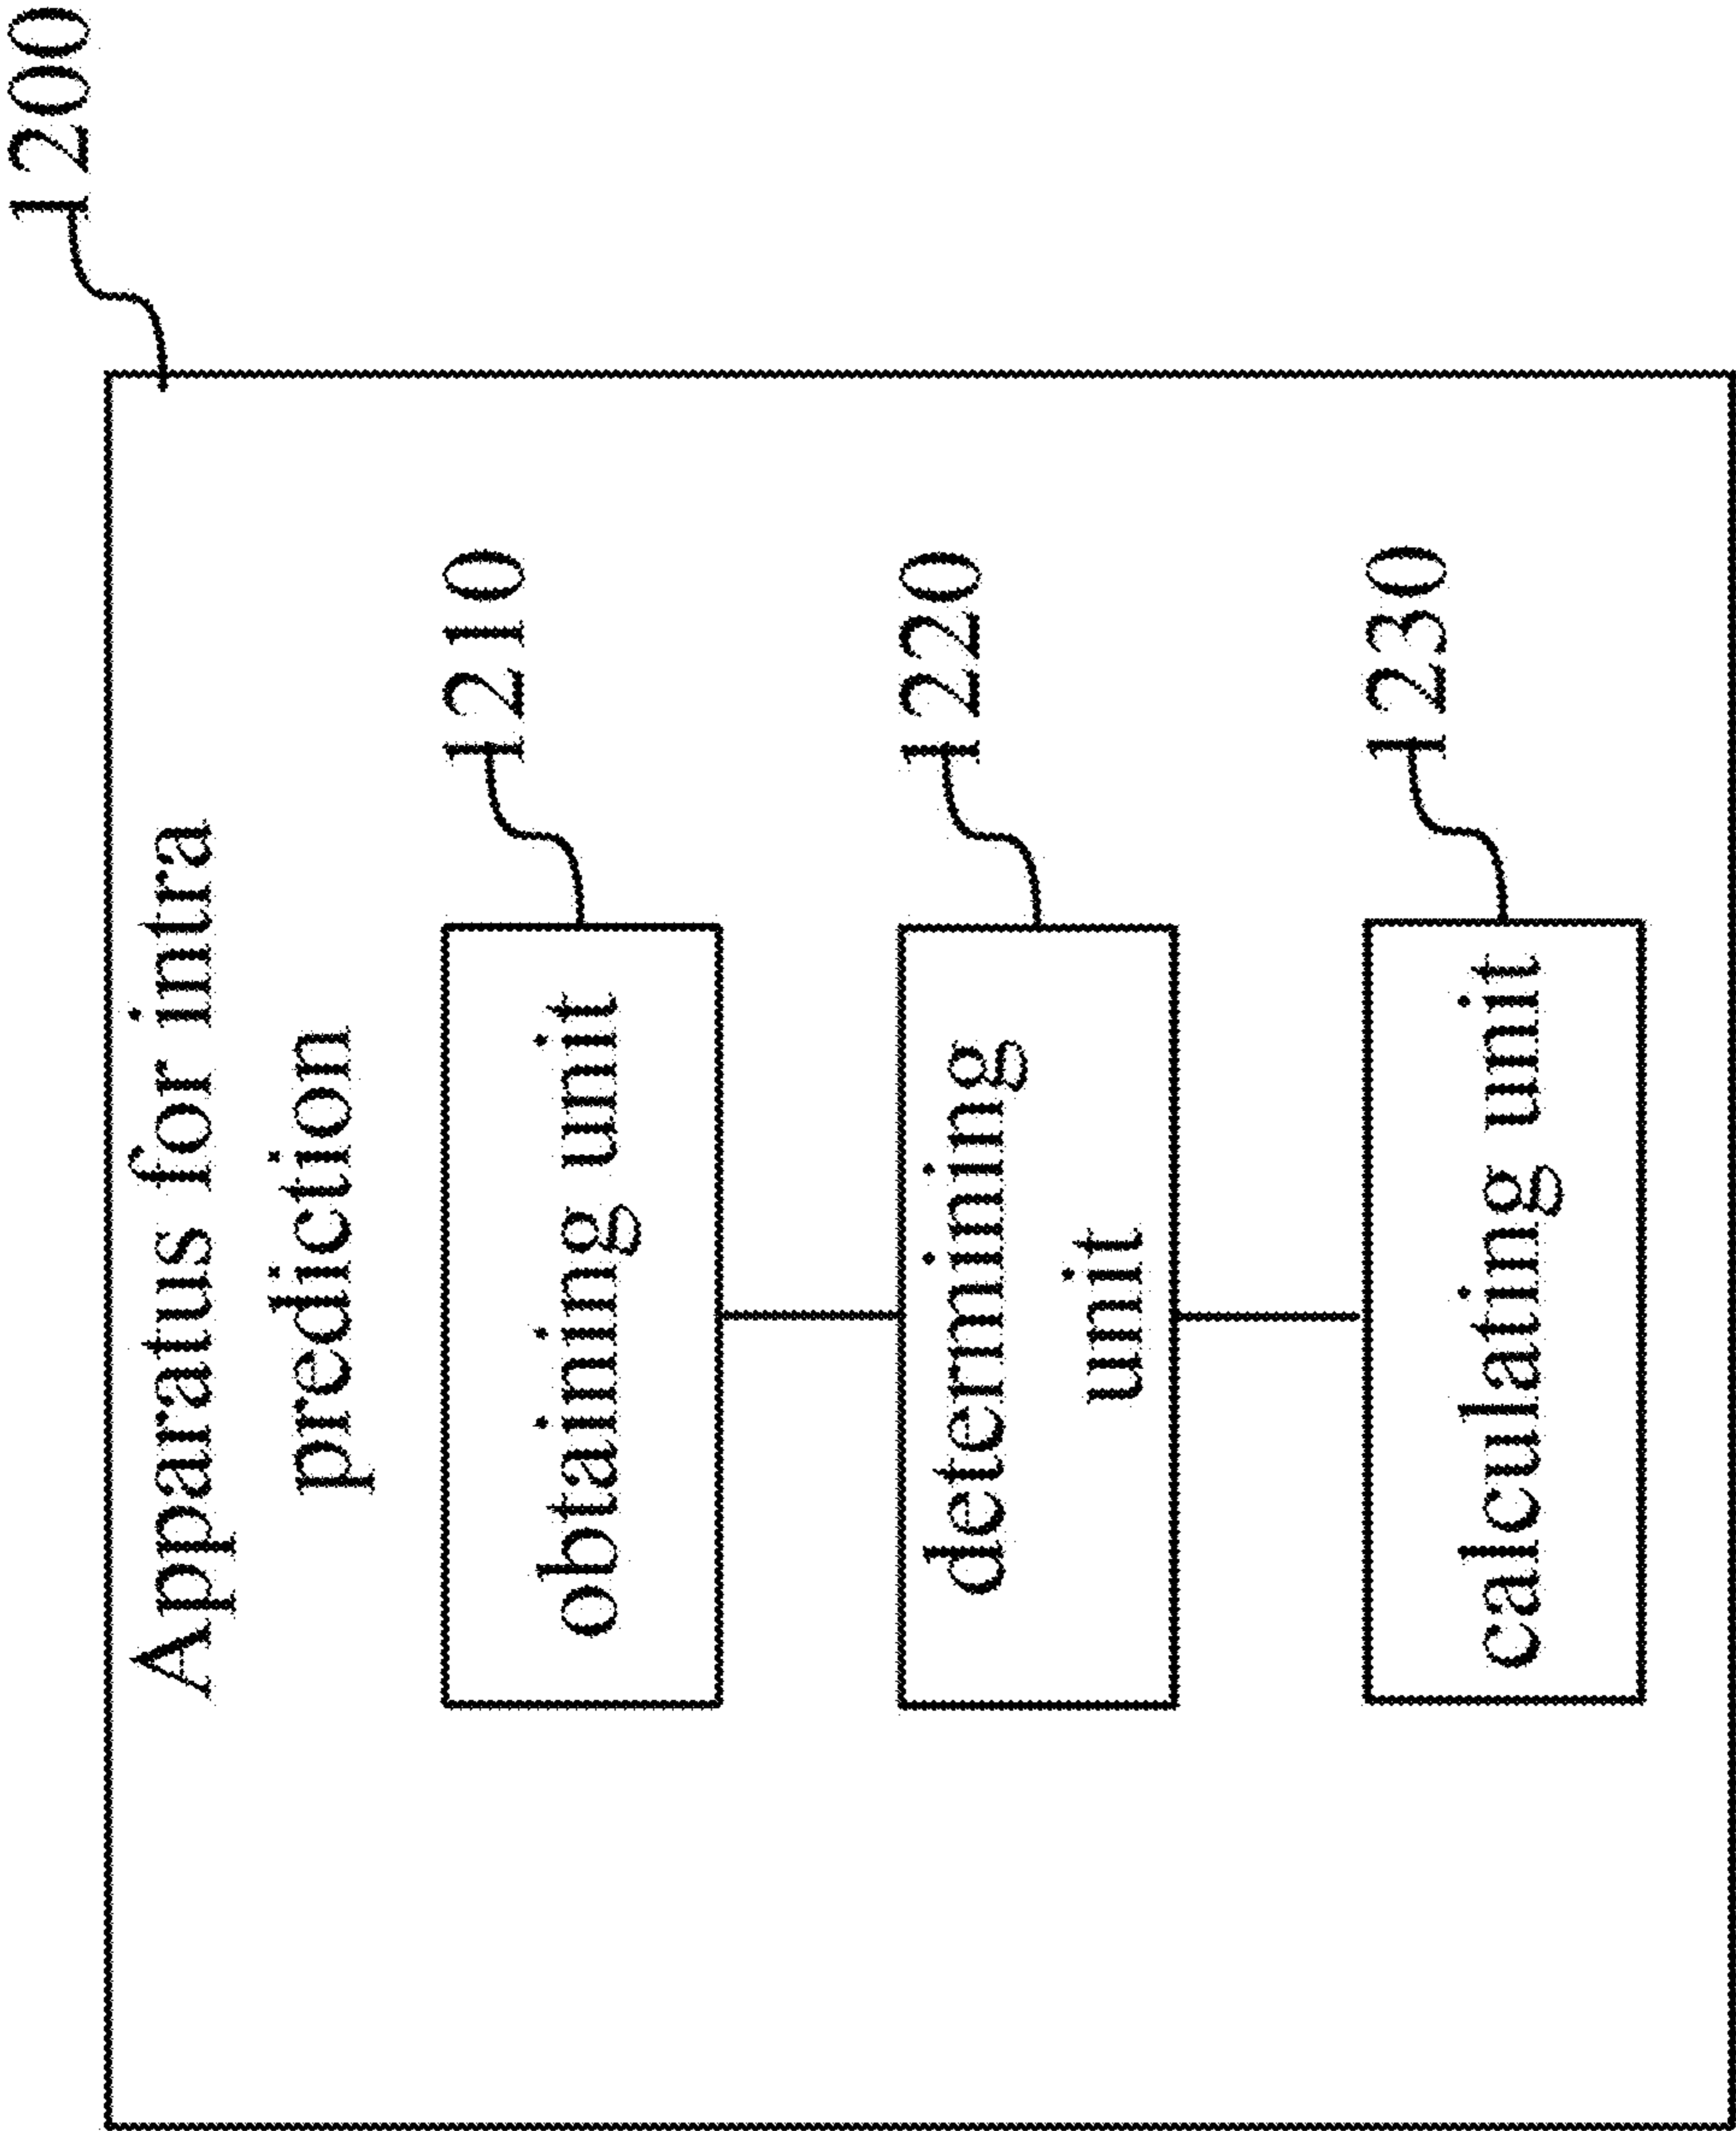 1200
Apparatus for intra
prediction
1210
obtaining unit
1220
determining
unit
1230
calculating unit